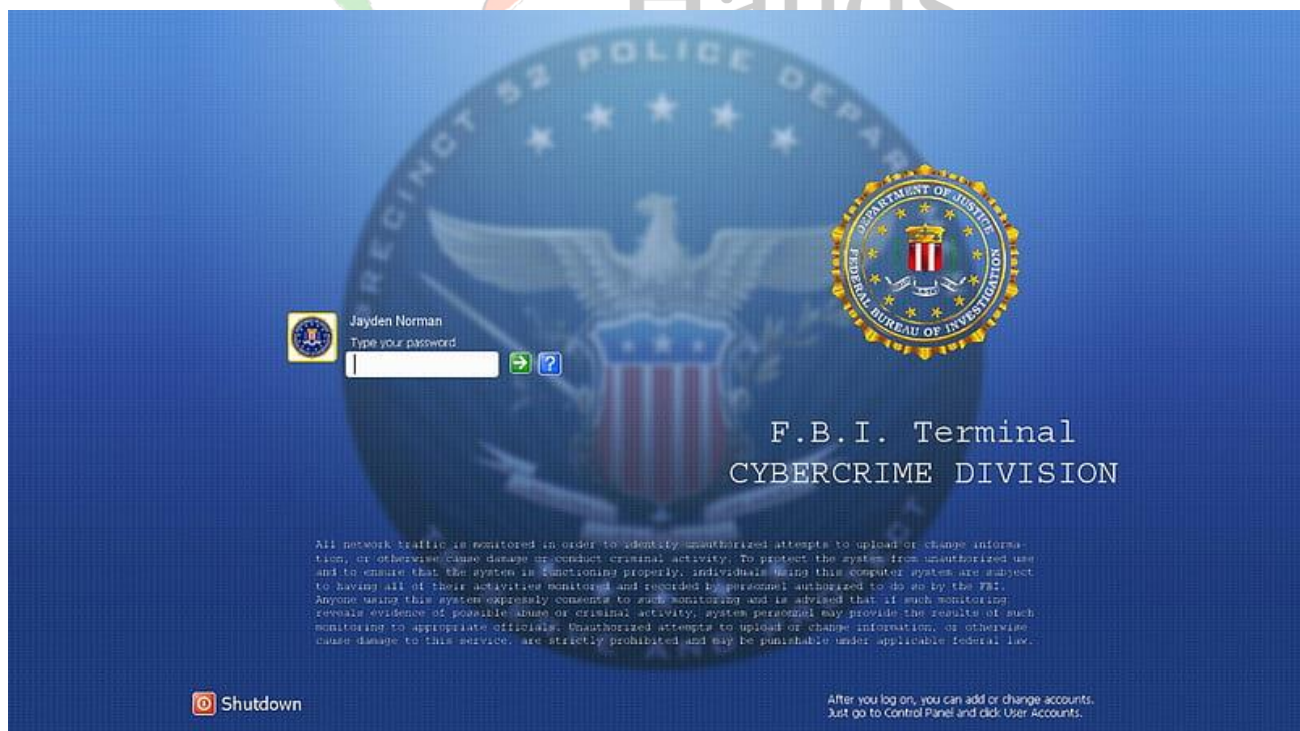 Hands
PRECINCT 52 POLICE DEPAR
DEPARTMENT OF JUSTICE
FEDERAL BUREAU OF INVESTIGATION
Jayden Norman
Type your password
?
F.B.I. Terminal
CYBERCRIME DIVISION
All network traffic is monitored in order to identify unauthorized attempts to upload or change informa-
tion, or otherwise cause damage or conduct criminal activity. To protect the system from unauthorized use
and to ensure that the system is functioning properly, individuals using this computer system are subject
to having all of their activities monitored and recorded by personnel authorized to do so by the FBI.
Anyone using this system expressly consents to such monitoring and is advised that if such monitoring
reveals evidence of possible abuse or criminal activity, system personnel may provide the results of such
monitoring to appropriate officials. Unauthorized attempts to upload or change information, or otherwise
cause damage to this service, are strictly prohibited and may be punishable under applicable federal law.
Shutdown
After you log on, you can add or change accounts.
Just go to Control Panel and click User Accounts.